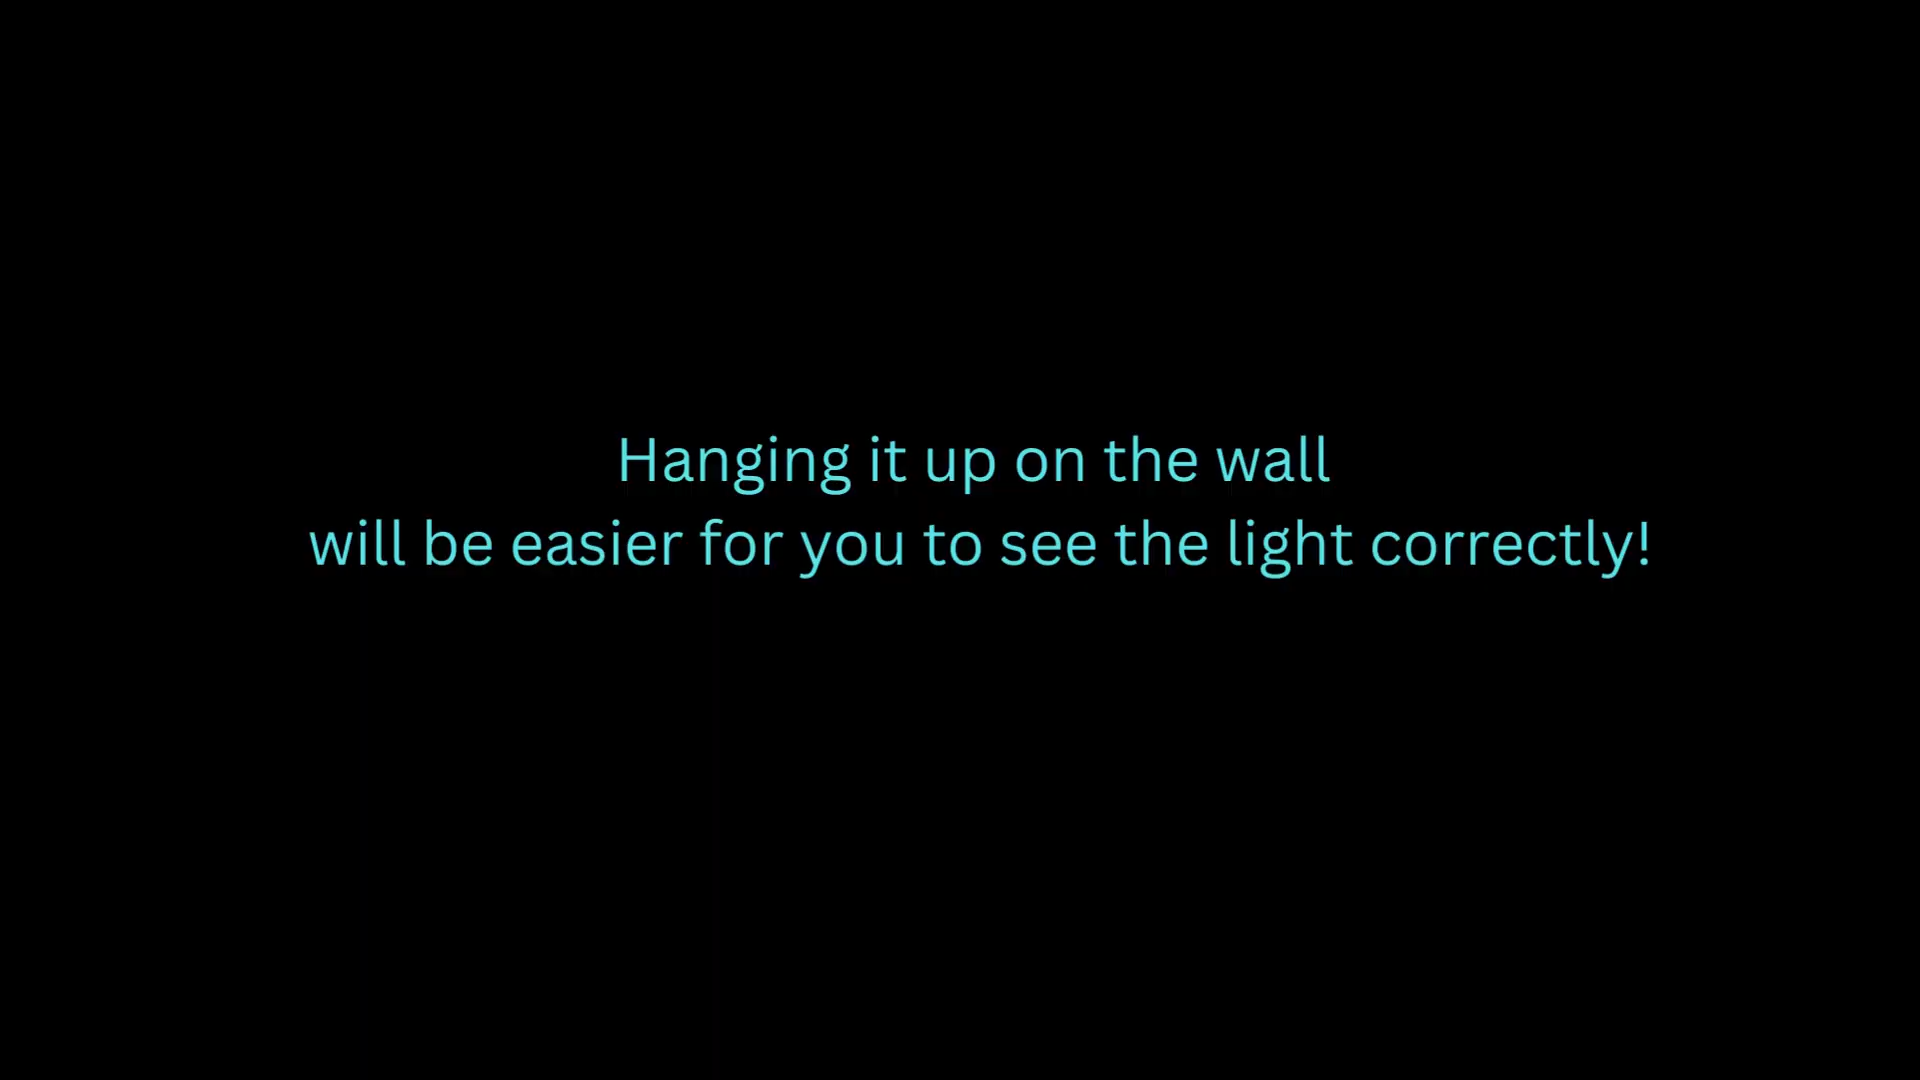 Hanging it up on the wall
will be easier for you to see the light correctly!